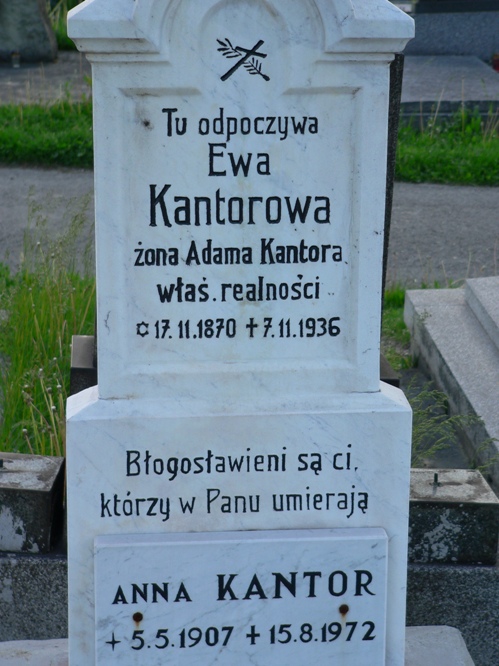 Tu odpoczywa
Ewa
Kantorowa
żona Adama Kantora
właś. realności
¤ 17.11.1870 ✝ 7.11.1936
Błogosławieni są ci,
którzy w Panu umierają
ANNA KANTOR
+ 5.5.1907 ✝ 15.8.1972